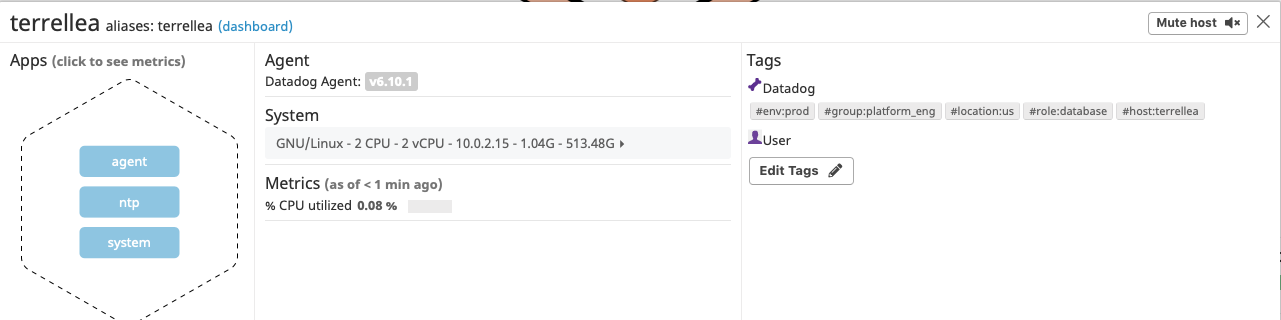 terrellea aliases: terrellea (dashboard)
Mute host
Apps (click to see metrics)
agent
ntp
system
Agent
Datadog Agent: v6.10.1
System
GNU/Linux - 2 CPU - 2 vCPU - 10.0.2.15 - 1.04G - 513.48G
Metrics (as of < 1 min ago)
% CPU utilized 0.08 %
Tags
Datadog
#env:prod #group:platform_eng #location:us #role:database #host:terrellea
User
Edit Tags